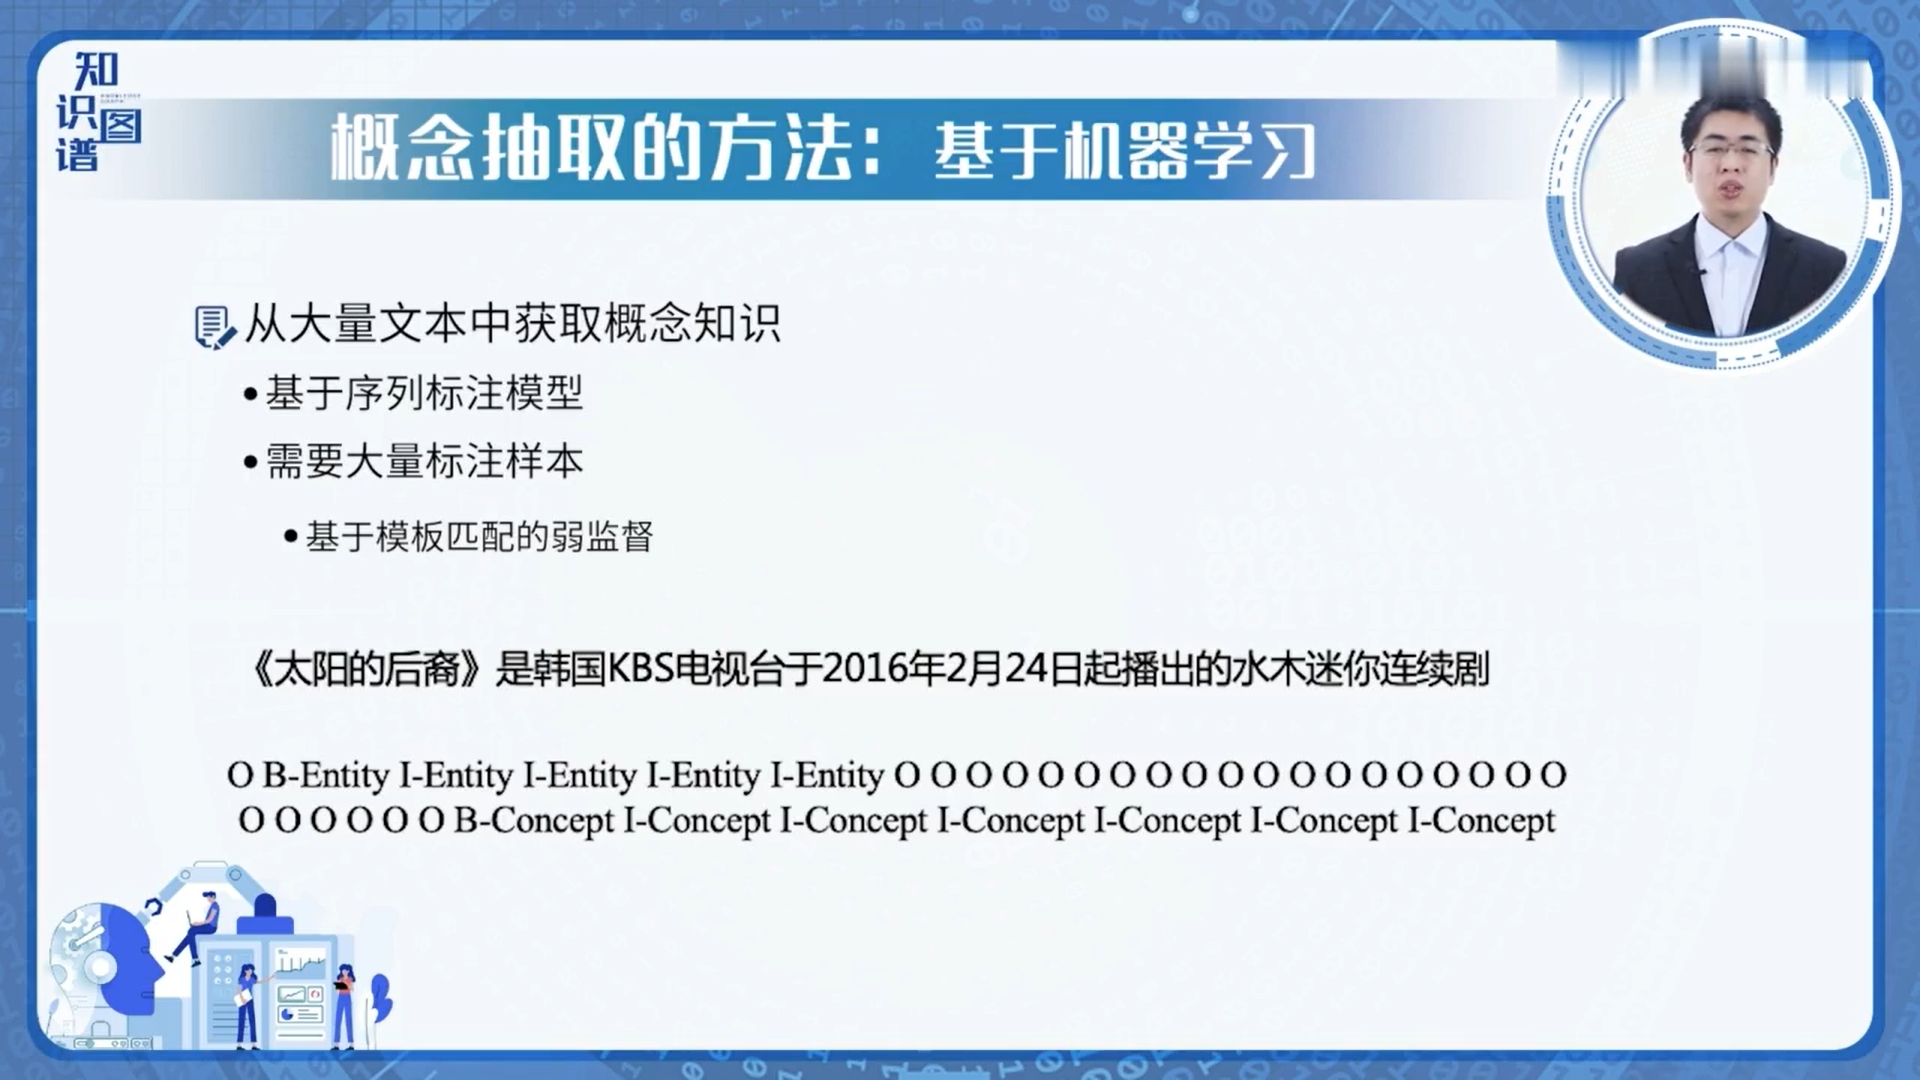 知
识图
谱
概念抽取的方法：基于机器学习
从大量文本中获取概念知识
•基于序列标注模型
•需要大量标注样本
•基于模板匹配的弱监督
《太阳的后裔》是韩国KBS电视台于2016年2月24日起播出的水木迷你连续剧
O B-Entity I-Entity I-Entity I-Entity I-Entity O O O O O O O O O O O O O O O O O O O
O O O O O O B-Concept I-Concept I-Concept I-Concept I-Concept I-Concept I-Concept